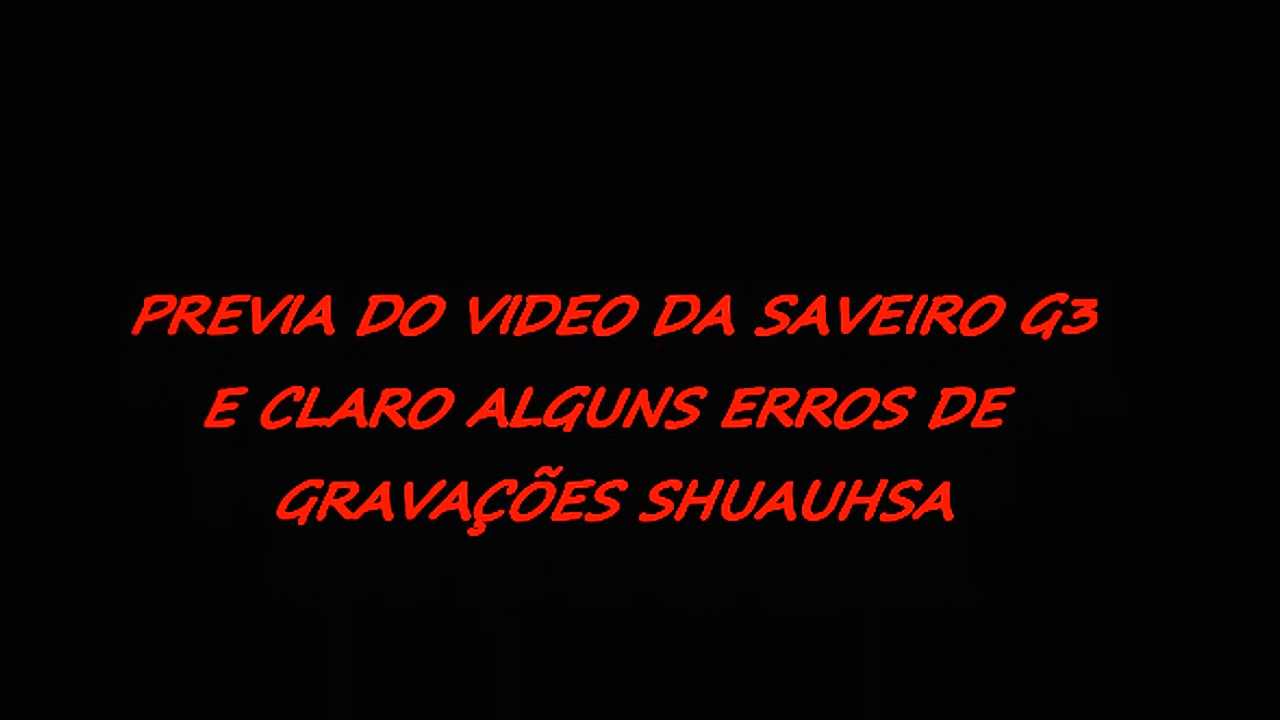 PREVIA DO VIDEO DA SAVEIRO G3
E CLARO ALGUNS ERROS DE
GRAVAÇÕES SHUAUHSA